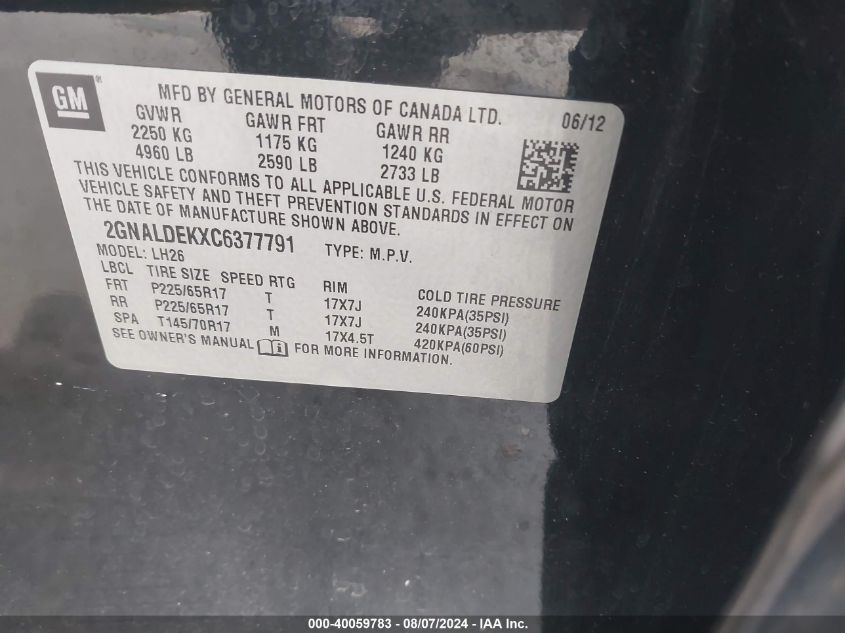 GM ®
MFD BY GENERAL MOTORS OF CANADA LTD. 06/12
GVWR GAWR FRT GAWR RR
2250 KG 1175 KG 1240 KG
4960 LB 2590 LB 2733 LB
THIS VEHICLE CONFORMS TO ALL APPLICABLE U.S. FEDERAL MOTOR
VEHICLE SAFETY AND THEFT PREVENTION STANDARDS IN EFFECT ON
THE DATE OF MANUFACTURE SHOWN ABOVE.
2GNALDEKXC6377791 TYPE: M.P.V.
MODEL: LH26
LBCL TIRE SIZE SPEED RTG RIM COLD TIRE PRESSURE
FRT P225/65R17 T 17X7J 240KPA(35PSI)
RR P225/65R17 T 17X7J 240KPA(35PSI)
SPA T145/70R17 M 17X4.5T 420KPA(60PSI)
SEE OWNER'S MANUAL FOR MORE INFORMATION.
000-40059783 - 08/07/2024 - IAA Inc.